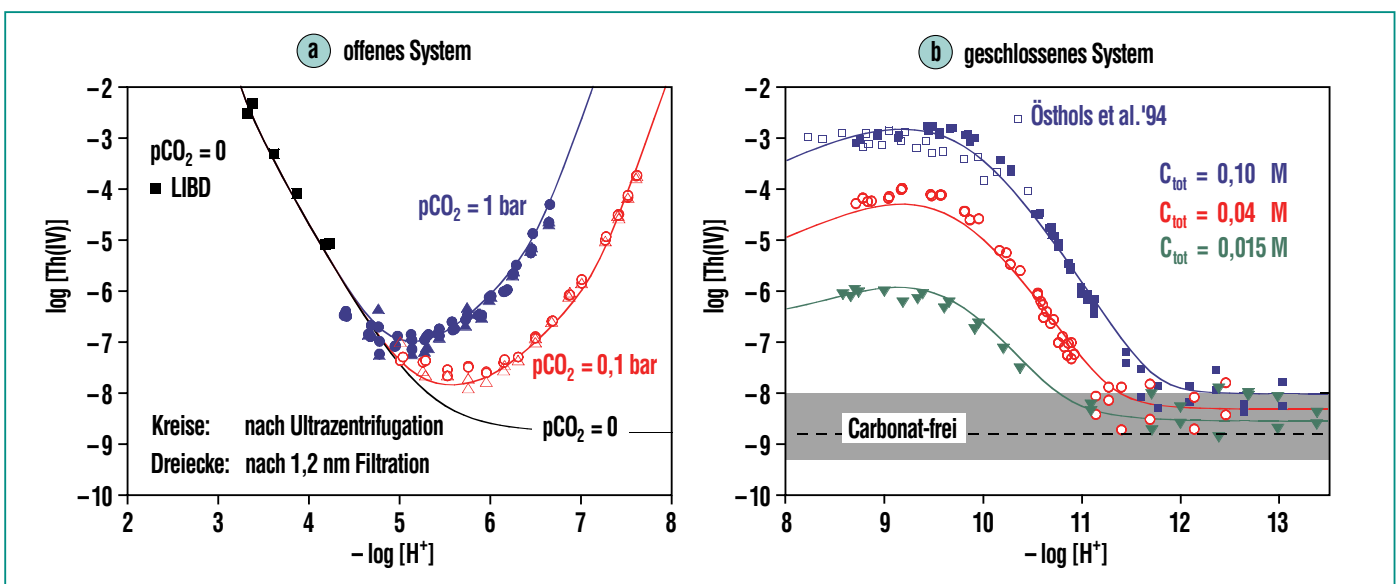 a offenes System
–2
–3
–4
–5
–6
–7
–8
–9
–10
log [Th(IV)]
pCO₂ = 0
■ LIBD
pCO₂ = 1 bar
pCO₂ = 0,1 bar
pCO₂ = 0
Kreise: nach Ultrazentrifugation
Dreiecke: nach 1,2 nm Filtration
2 3 4 5 6 7 8
– log [H⁺]
b geschlossenes System
–2
–3
–4
–5
–6
–7
–8
–9
–10
log [Th(IV)]
□ Östhols et al.'94
Cₜₒₜ = 0,10 M
Cₜₒₜ = 0,04 M
Cₜₒₜ = 0,015 M
Carbonat-frei
8 9 10 11 12 13
– log [H⁺]